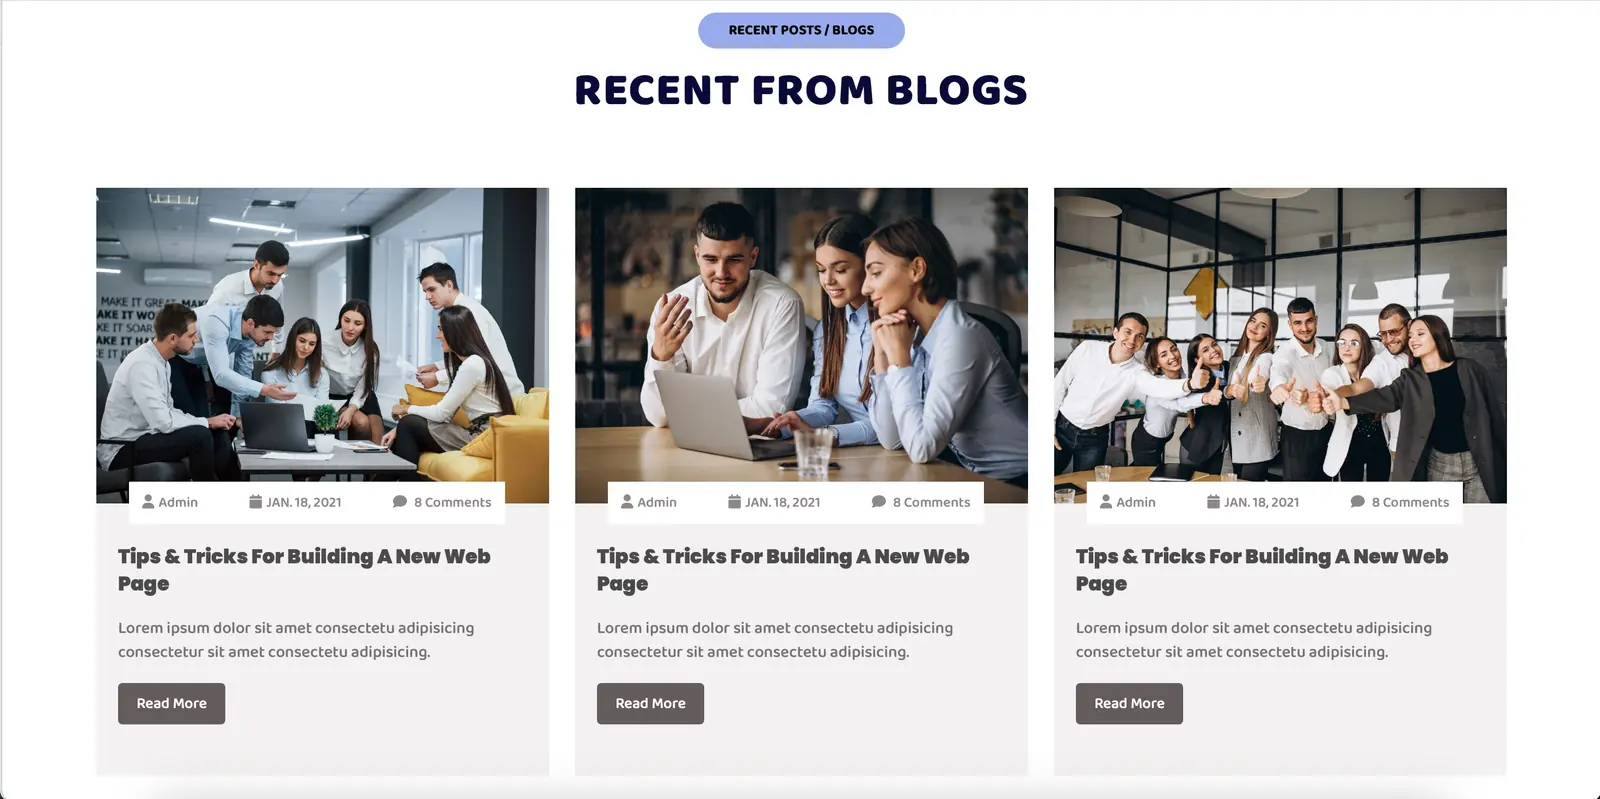 RECENT POSTS / BLOGS
RECENT FROM BLOGS
MAKE IT GREAT
MAKE
AKE IT WO
IT SOAR
AKE IT HA
Admin
JAN. 18, 2021
8 Comments
Tips & Tricks For Building A New Web
Page
Lorem ipsum dolor sit amet consectetu adipisicing
consectetur sit amet consectetu adipisicing.
Read More
Admin
JAN. 18, 2021
8 Comments
Tips & Tricks For Building A New Web
Page
Lorem ipsum dolor sit amet consectetu adipisicing
consectetur sit amet consectetu adipisicing.
Read More
Admin
JAN. 18, 2021
8 Comments
Tips & Tricks For Building A New Web
Page
Lorem ipsum dolor sit amet consectetu adipisicing
consectetur sit amet consectetu adipisicing.
Read More